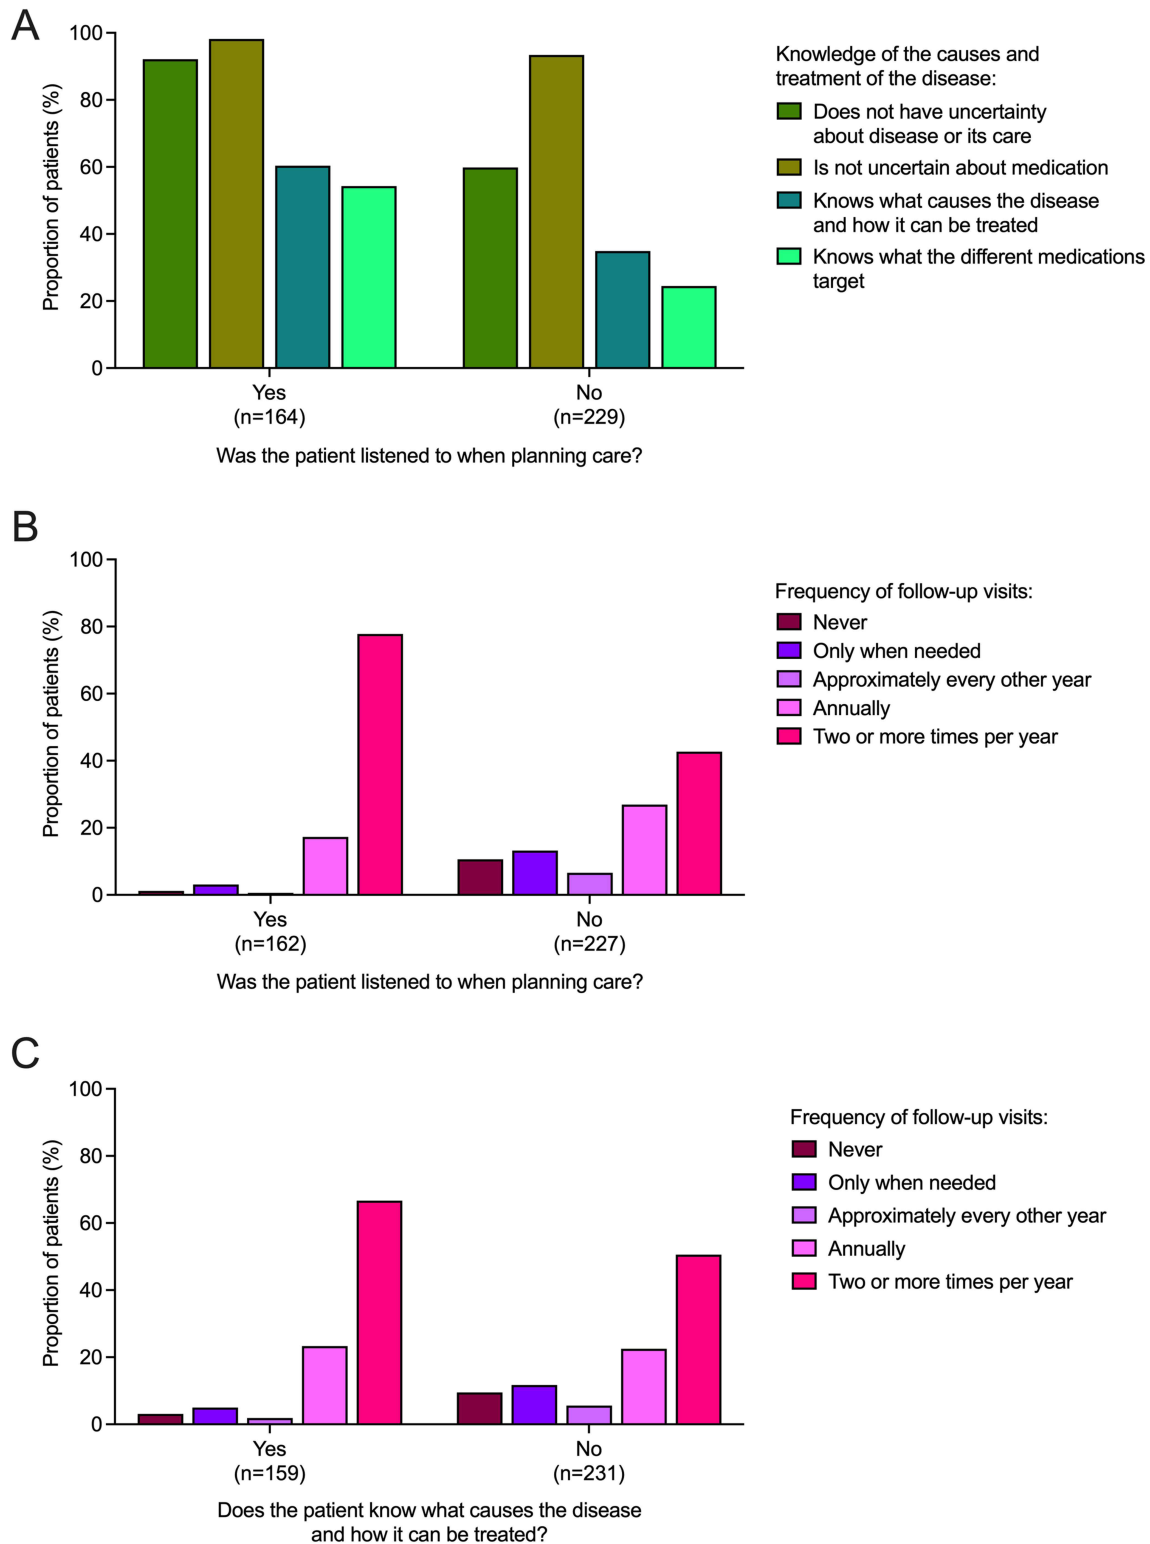 A
100
80
60
40
20
0
Proportion of patients (%)
Yes
(n=164)
No
(n=229)
Was the patient listened to when planning care?
Knowledge of the causes and
treatment of the disease:
Does not have uncertainty
about disease or its care
Is not uncertain about medication
Knows what causes the disease
and how it can be treated
Knows what the different medications
target
B
100
80
60
40
20
0
Proportion of patients (%)
Yes
(n=162)
No
(n=227)
Was the patient listened to when planning care?
Frequency of follow-up visits:
Never
Only when needed
Approximately every other year
Annually
Two or more times per year
C
100
80
60
40
20
0
Proportion of patients (%)
Yes
(n=159)
No
(n=231)
Does the patient know what causes the disease
and how it can be treated?
Frequency of follow-up visits:
Never
Only when needed
Approximately every other year
Annually
Two or more times per year